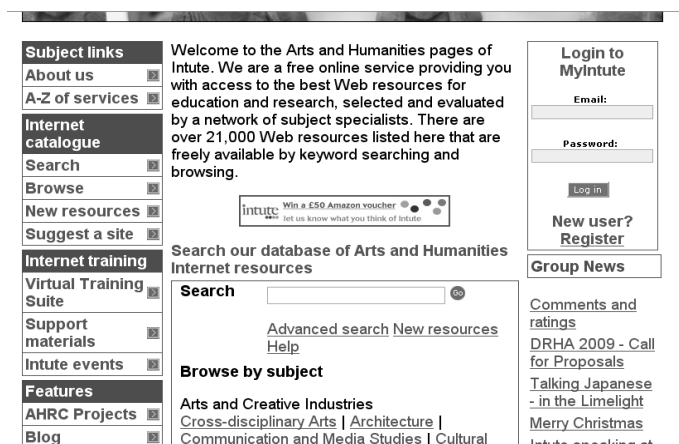 Subject links
About us
A-Z of services
Internet
catalogue
Search
Browse
New resources
Suggest a site
Internet training
Virtual Training
Suite
Support
materials
Intute events
Features
AHRC Projects
Blog
Welcome to the Arts and Humanities pages of
Intute. We are a free online service providing you
with access to the best Web resources for
education and research, selected and evaluated
by a network of subject specialists. There are
over 21,000 Web resources listed here that are
freely available by keyword searching and
browsing.
intute Win a £50 Amazon voucher
let us know what you think of Intute
Search our database of Arts and Humanities
Internet resources
Search Go
Advanced search New resources
Help
Browse by subject
Arts and Creative Industries
Cross-disciplinary Arts | Architecture |
Communication and Media Studies | Cultural
Login to
MyIntute
Email:
Password:
Log in
New user?
Register
Group News
Comments and
ratings
DRHA 2009 - Call
for Proposals
Talking Japanese
- in the Limelight
Merry Christmas
Intute speaking at